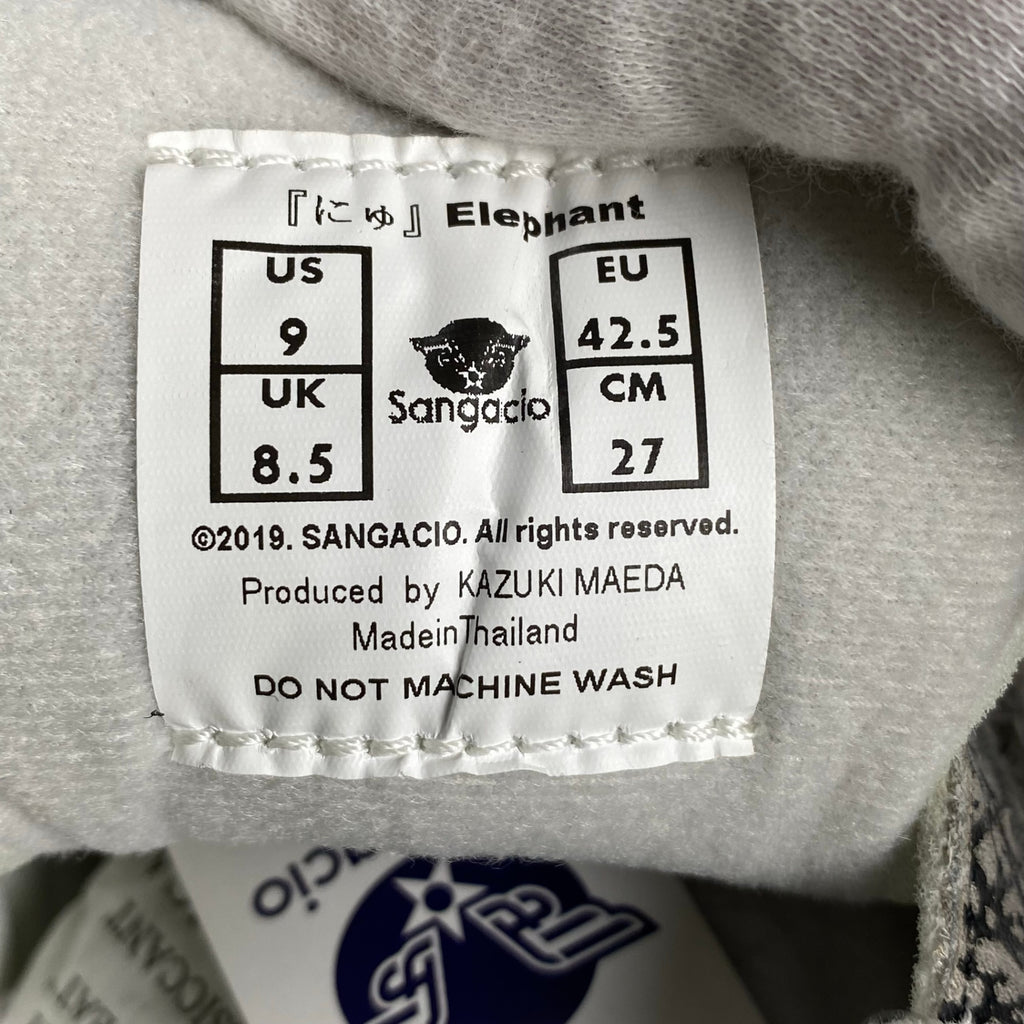 『にゅ』 Elephant
US
9
UK
8.5
Sangacio
EU
42.5
CM
27
©2019. SANGACIO. All rights reserved.
Produced by KAZUKI MAEDA
MadeinThailand
DO NOT MACHINE WASH